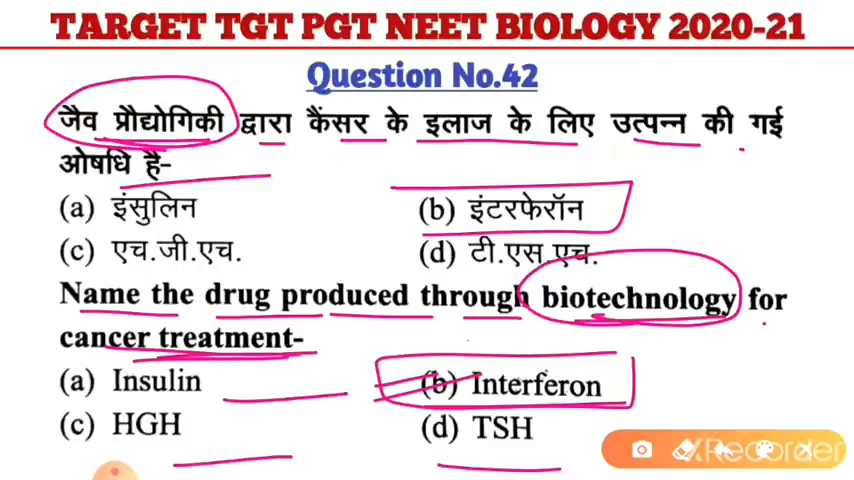 TARGET TGT PGT NEET BIOLOGY 2020-21
Question No.42
जैव प्रौद्योगिकी द्वारा कैंसर के इलाज के लिए उत्पन्न की गई
ओषधि है-
(a) इंसुलिन (b) इंटरफेरॉन
(c) एच.जी.एच. (d) टी.एस.एच.
Name the drug produced through biotechnology for
cancer treatment-
(a) Insulin (b) Interferon
(c) HGH (d) TSH
XRecorder